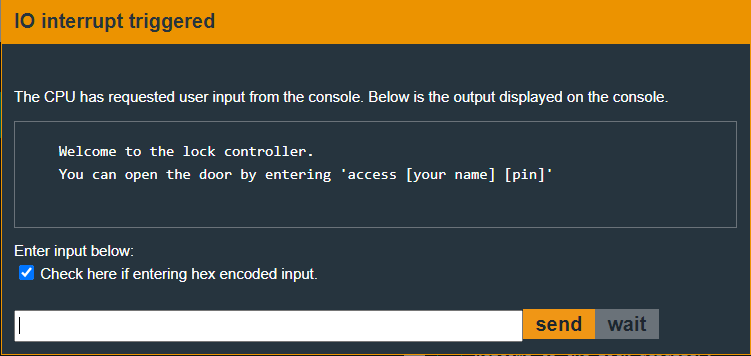 IO interrupt triggered
The CPU has requested user input from the console. Below is the output displayed on the console.
Welcome to the lock controller.
You can open the door by entering 'access [your name] [pin]'
Enter input below:
Check here if entering hex encoded input.
send wait